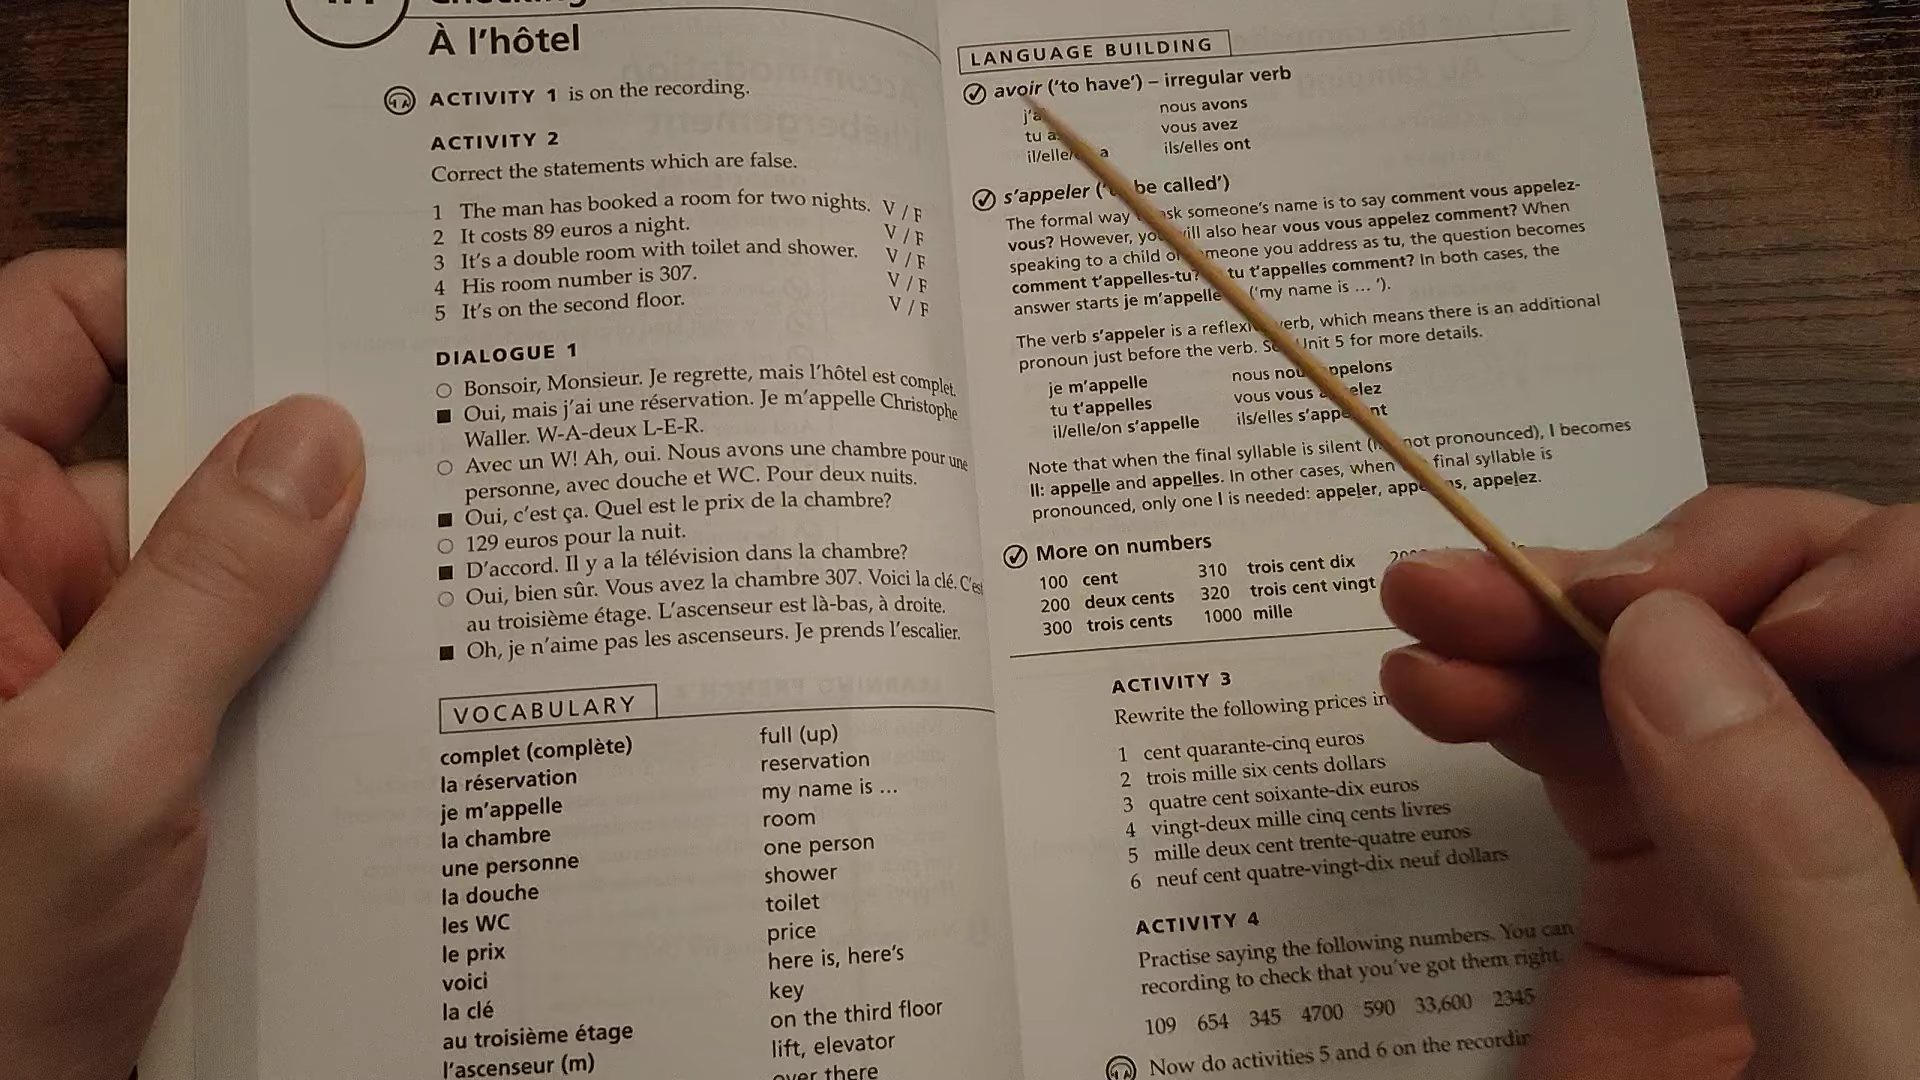 À l'hôtel
ACTIVITY 1 is on the recording.
ACTIVITY 2
Correct the statements which are false.
1 The man has booked a room for two nights. V / F
2 It costs 89 euros a night. V / F
3 It's a double room with toilet and shower. V / F
4 His room number is 307. V / F
5 It's on the second floor. V / F
DIALOGUE 1
○ Bonsoir, Monsieur. Je regrette, mais l'hôtel est complet.
■ Oui, mais j'ai une réservation. Je m'appelle Christophe
Waller. W-A-deux L-E-R.
○ Avec un W! Ah, oui. Nous avons une chambre pour une
personne, avec douche et WC. Pour deux nuits.
■ Oui, c'est ça. Quel est le prix de la chambre?
○ 129 euros pour la nuit.
■ D'accord. Il y a la télévision dans la chambre?
○ Oui, bien sûr. Vous avez la chambre 307. Voici la clé. C'est
au troisième étage. L'ascenseur est là-bas, à droite.
■ Oh, je n'aime pas les ascenseurs. Je prends l'escalier.
VOCABULARY
complet (complète) full (up)
la réservation reservation
je m'appelle my name is ...
la chambre room
une personne one person
la douche shower
les WC toilet
le prix price
voici here is, here's
la clé key
au troisième étage on the third floor
l'ascenseur (m) lift, elevator
over there
LANGUAGE BUILDING
avoir ('to have') – irregular verb
nous avons
tu vous avez
a ils/elles ont
s'appeler be called')
The formal way someone's name is to say comment vous appelez-
vous? However, you will also hear vous vous appelez comment? When
speaking to a child someone you address as tu, the question becomes
comment t'appelles-tu? tu t'appelles comment? In both cases, the
answer starts je m'appelle ('my name is ... ').
The verb s'appeler is a reflexive verb, which means there is an additional
pronoun just before the verb. Unit 5 for more details.
je m'appelle nous nous appelons
tu t'appelles vous vous appelez
il/elle/on s'appelle ils/elles s'appellent
Note that when the final syllable is silent not pronounced), l becomes
ll: appelle and appelles. In other cases, when final syllable is
pronounced, only one l is needed: appeler, appelons, appelez.
More on numbers
100 cent 310 trois cent dix
200 deux cents 320 trois cent vingt
300 trois cents 1000 mille
ACTIVITY 3
Rewrite the following prices in
1 cent quarante-cinq euros
2 trois mille six cents dollars
3 quatre cent soixante-dix euros
4 vingt-deux mille cinq cents livres
5 mille deux cent trente-quatre euros
6 neuf cent quatre-vingt-dix neuf dollars
ACTIVITY 4
Practise saying the following numbers. You can
recording to check that you've got them right.
109 654 345 4700 590 33,600 2345
Now do activities 5 and 6 on the